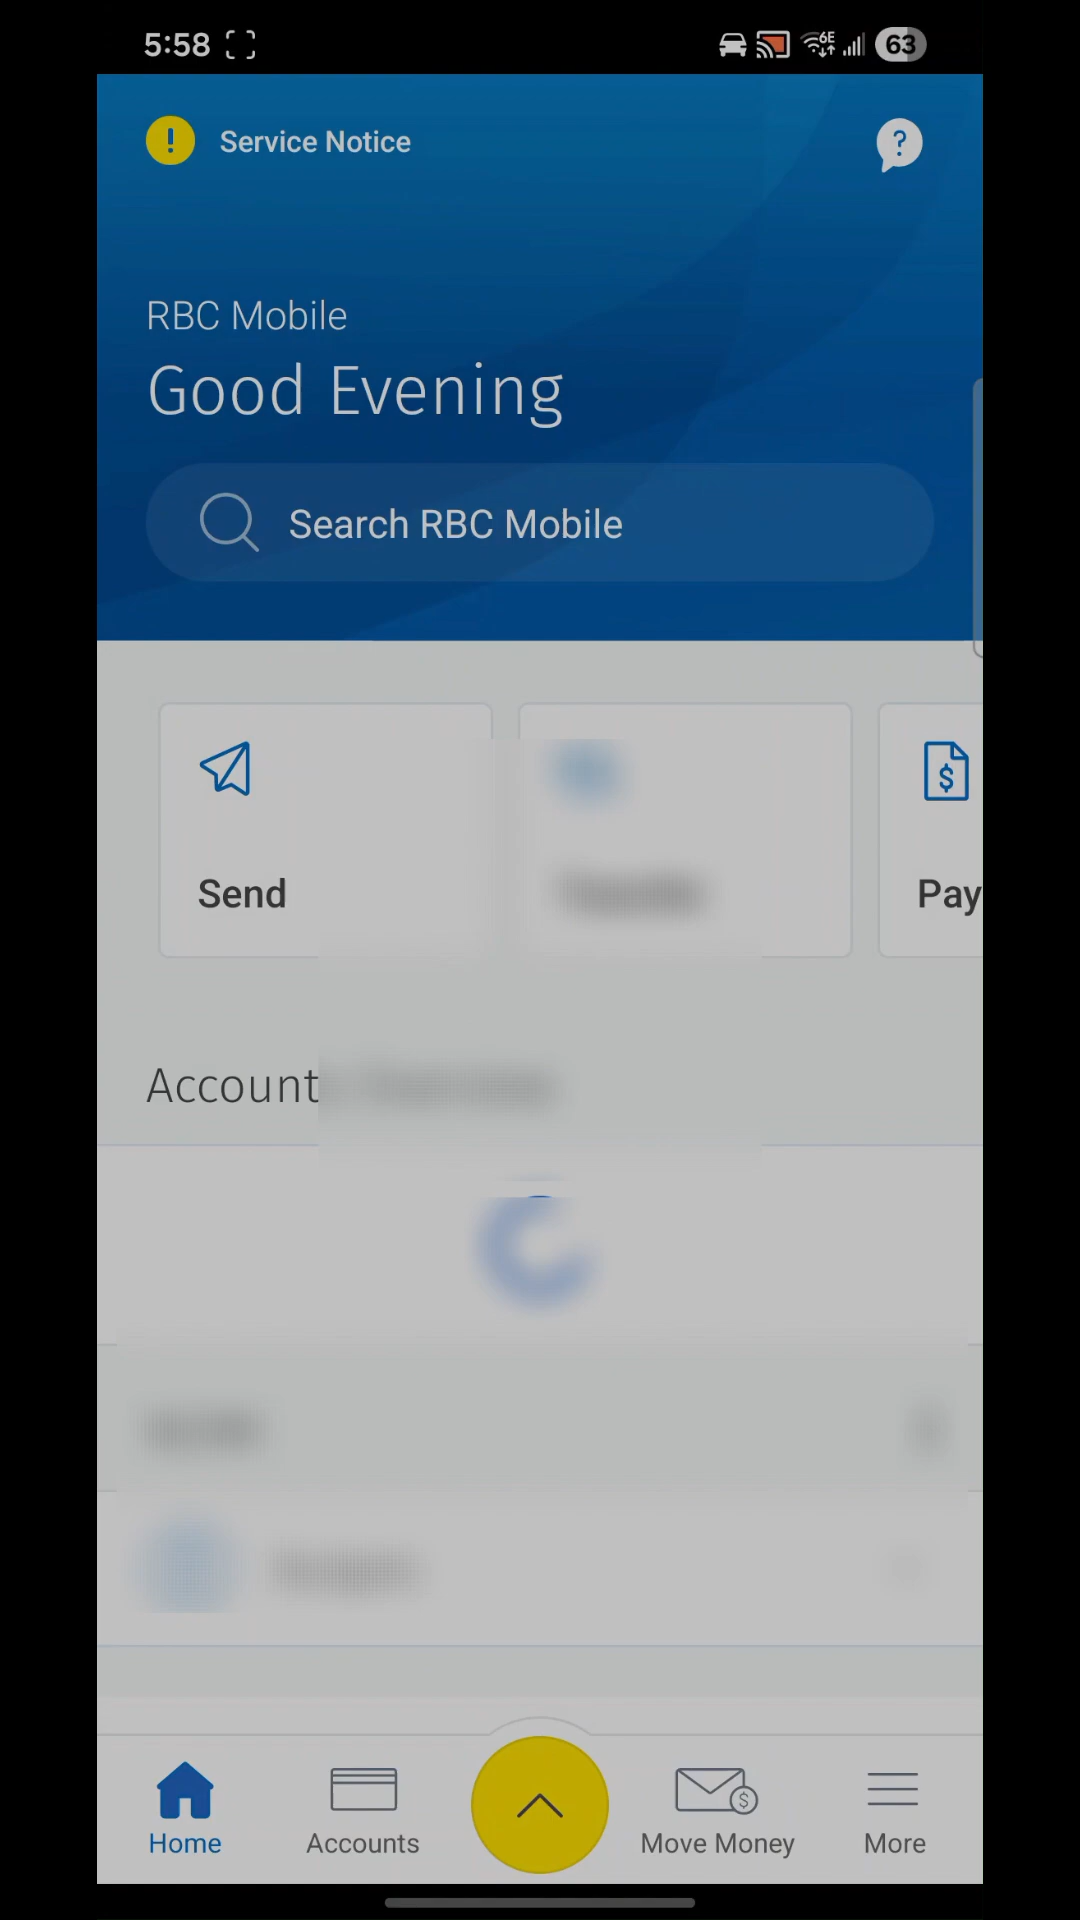 5:58
6E
63
Service Notice
RBC Mobile
Good Evening
Search RBC Mobile
Send
Pay
Account
Home
Accounts
Move Money
More